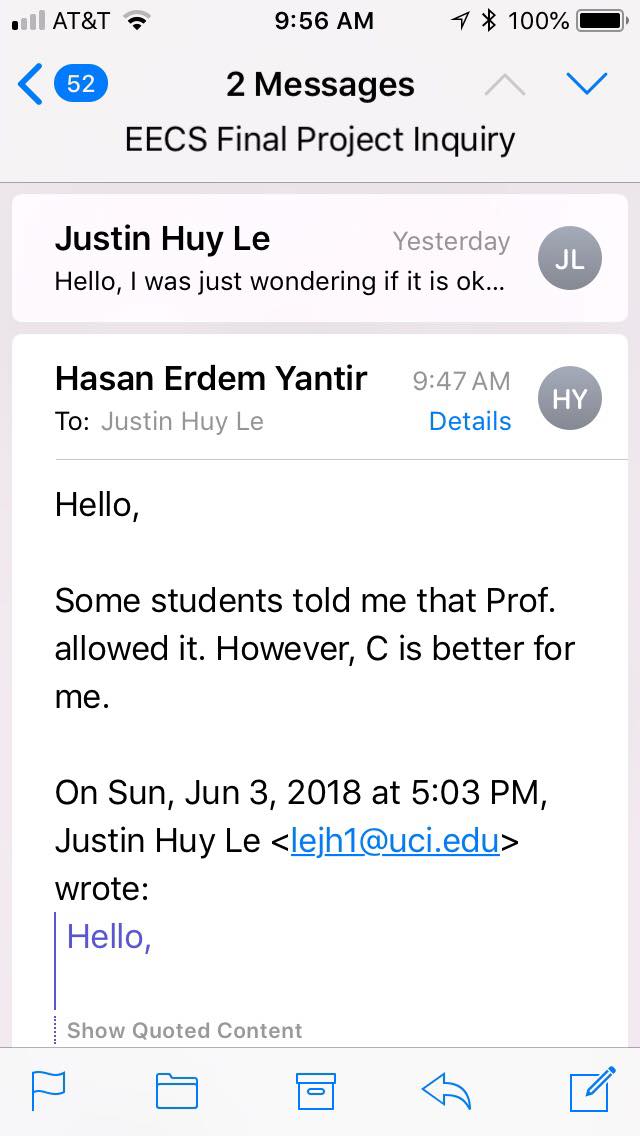 AT&T 9:56 AM 100%
52 2 Messages
EECS Final Project Inquiry
Justin Huy Le Yesterday
Hello, I was just wondering if it is ok... JL
Hasan Erdem Yantir 9:47 AM
To: Justin Huy Le Details HY
Hello,
Some students told me that Prof.
allowed it. However, C is better for
me.
On Sun, Jun 3, 2018 at 5:03 PM,
Justin Huy Le <lejh1@uci.edu>
wrote:
Hello,
Show Quoted Content